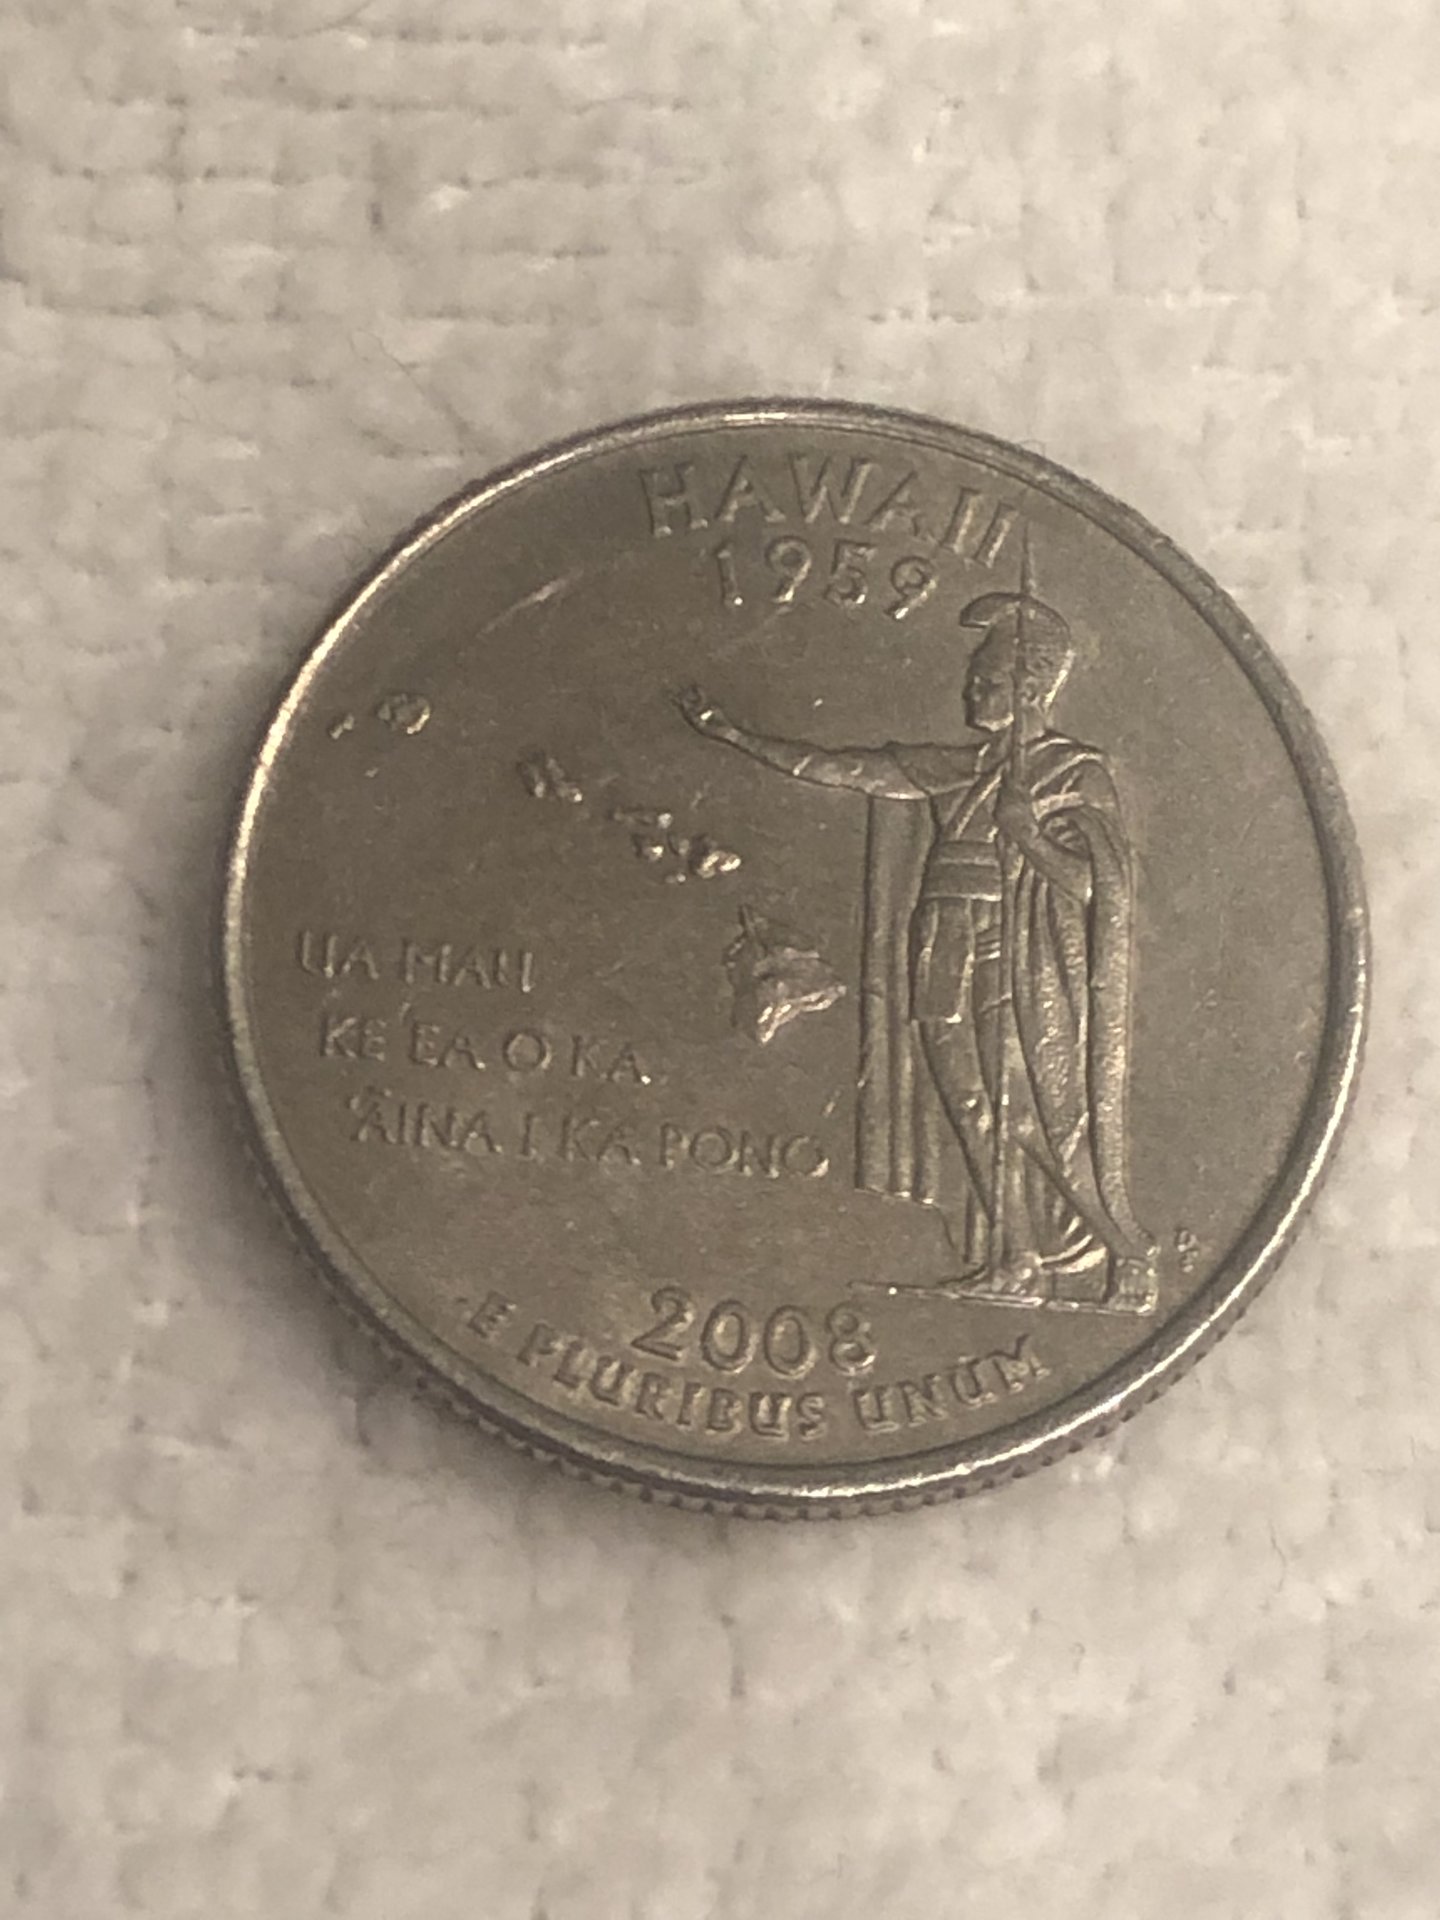 HAWAII
1959
UA MAU
KE EA O KA
ʻĀINA I KA PONO
2008
E PLURIBUS UNUM